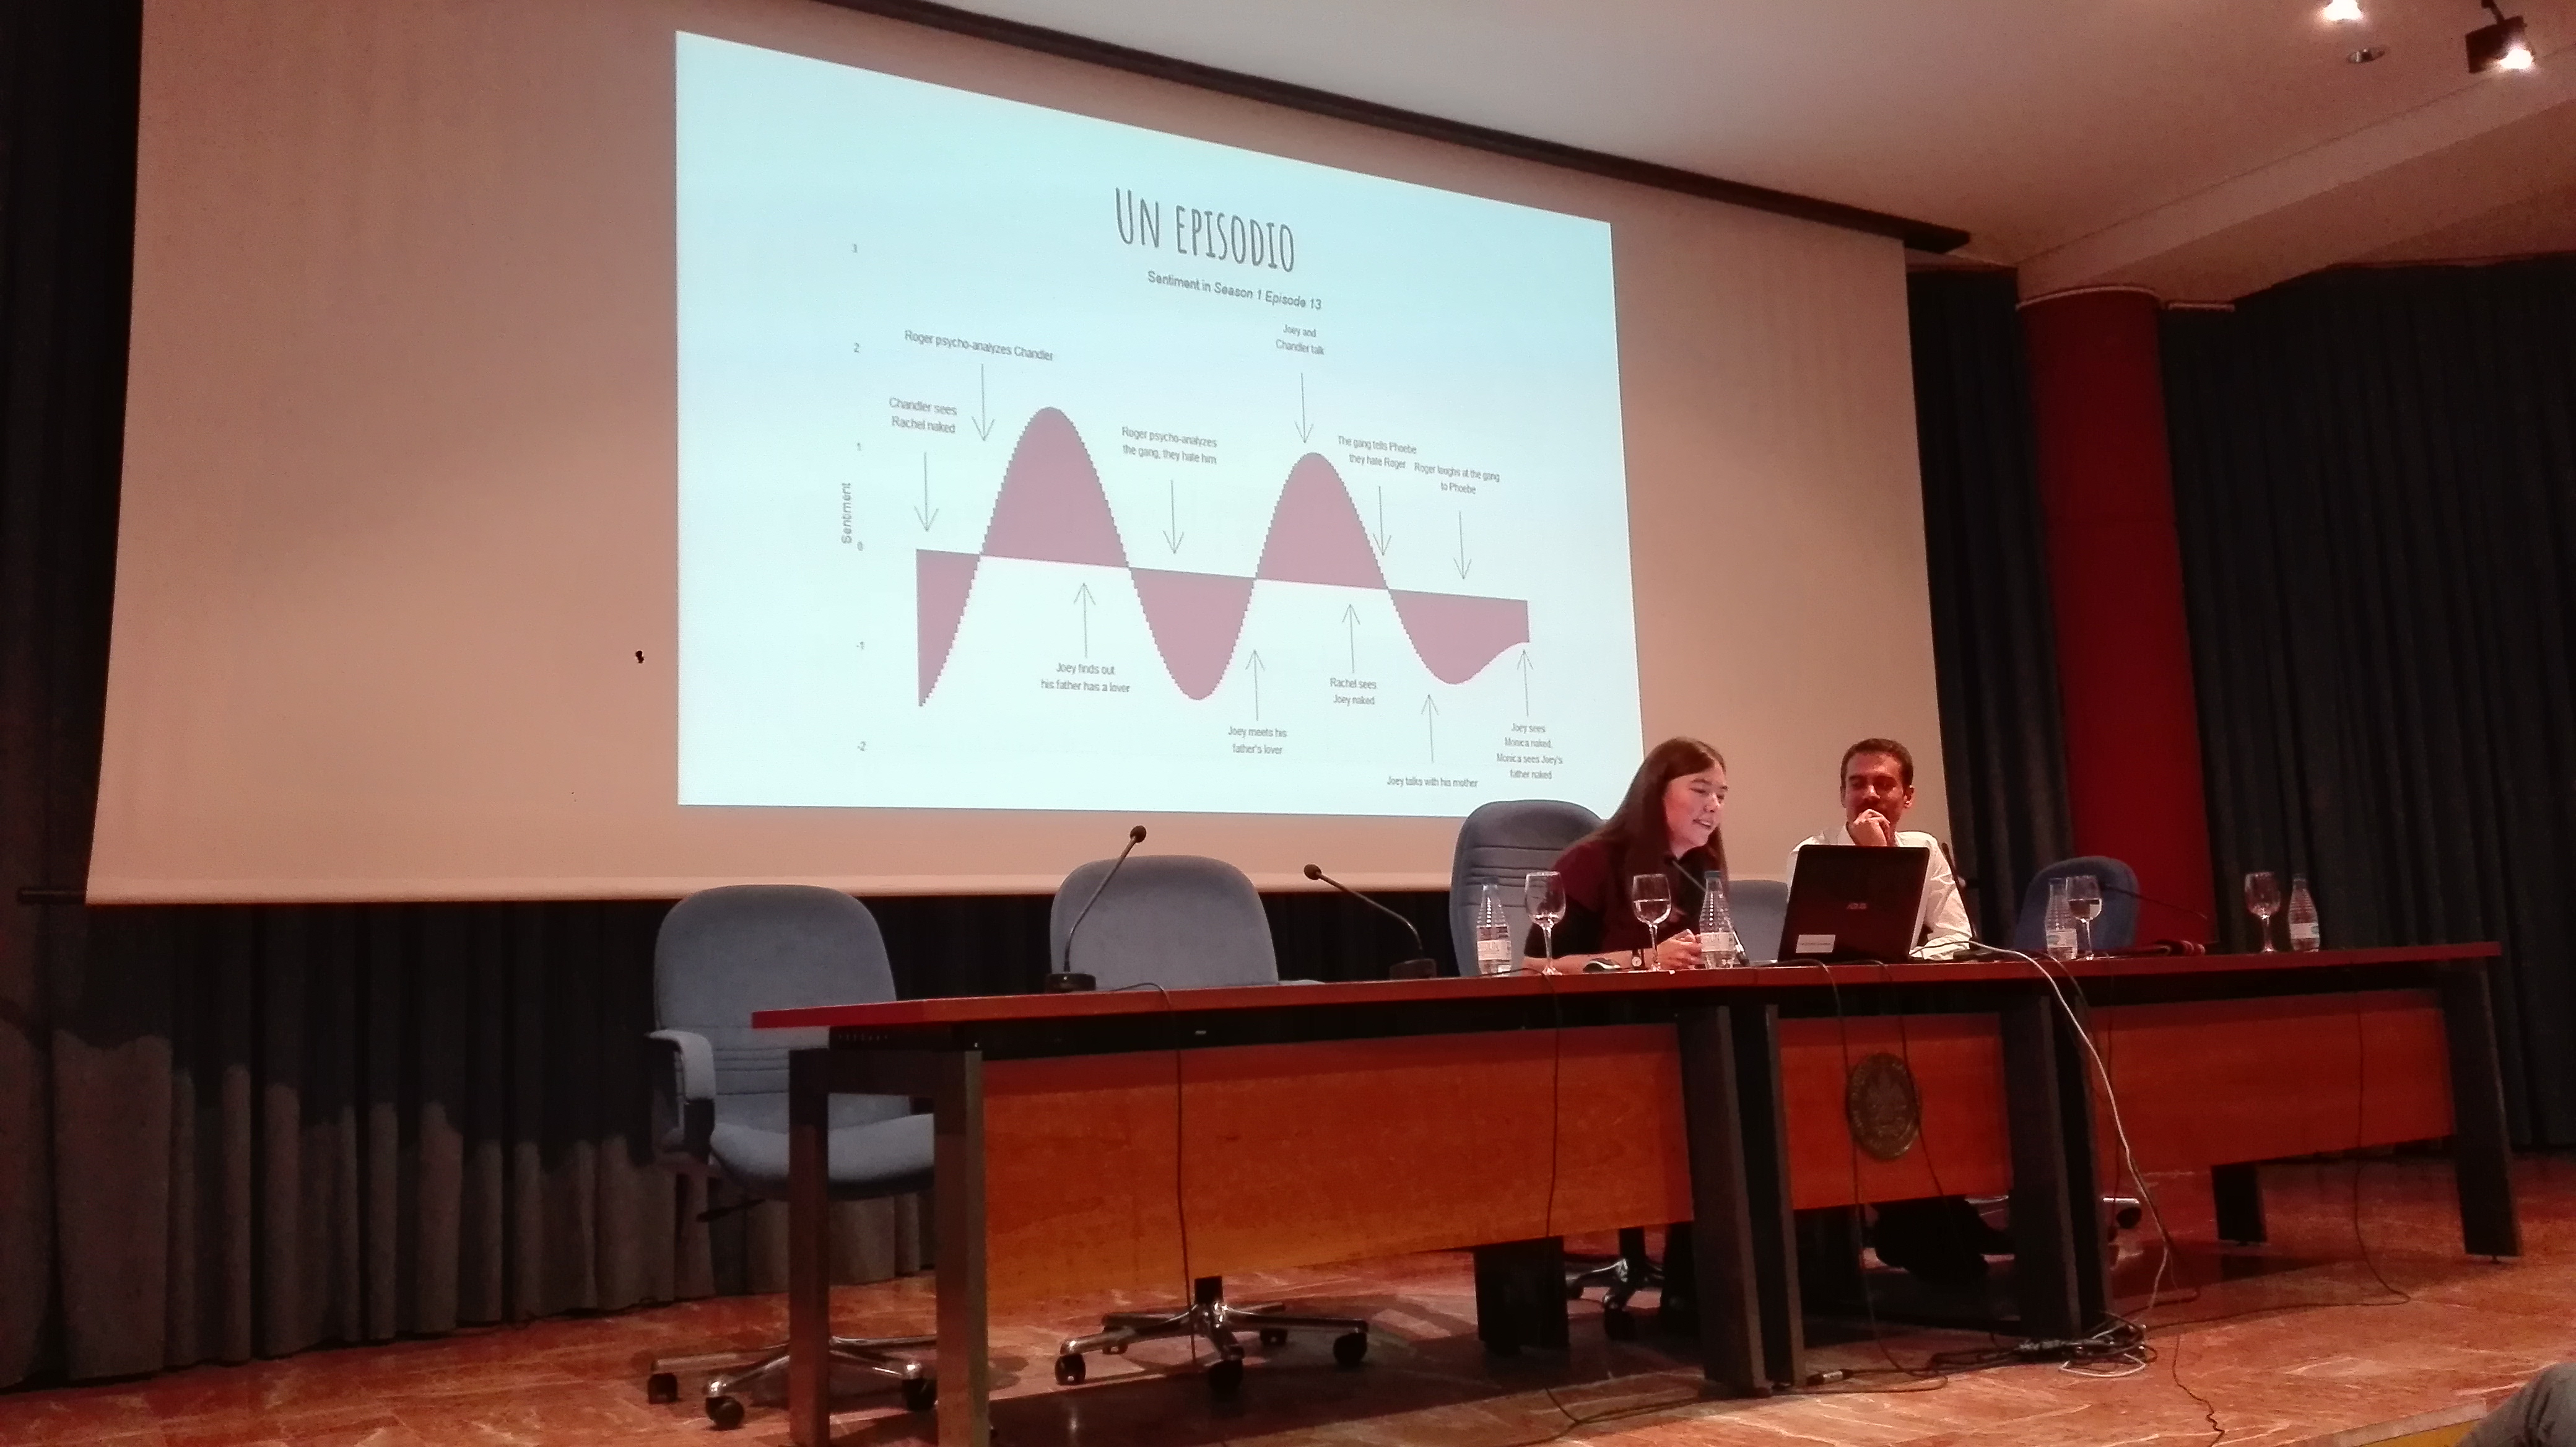 UN EPISODIO
Sentiment in Season 1 Episode 13
3
2
1
0
-1
-2
Sentiment
Roger psycho-analyzes Chandler
Chandler sees
Rachel naked
Roger psycho-analyzes
the gang, they hate him
Joey and
Chandler talk
The gang tells Phoebe
they hate Roger
Roger laughs at the gang
to Phoebe
Joey finds out
his father has a lover
Joey meets his
father's lover
Rachel sees
Joey naked
Joey talks with his mother
Joey sees
Monica naked,
Monica sees Joey's
father naked
ASUS